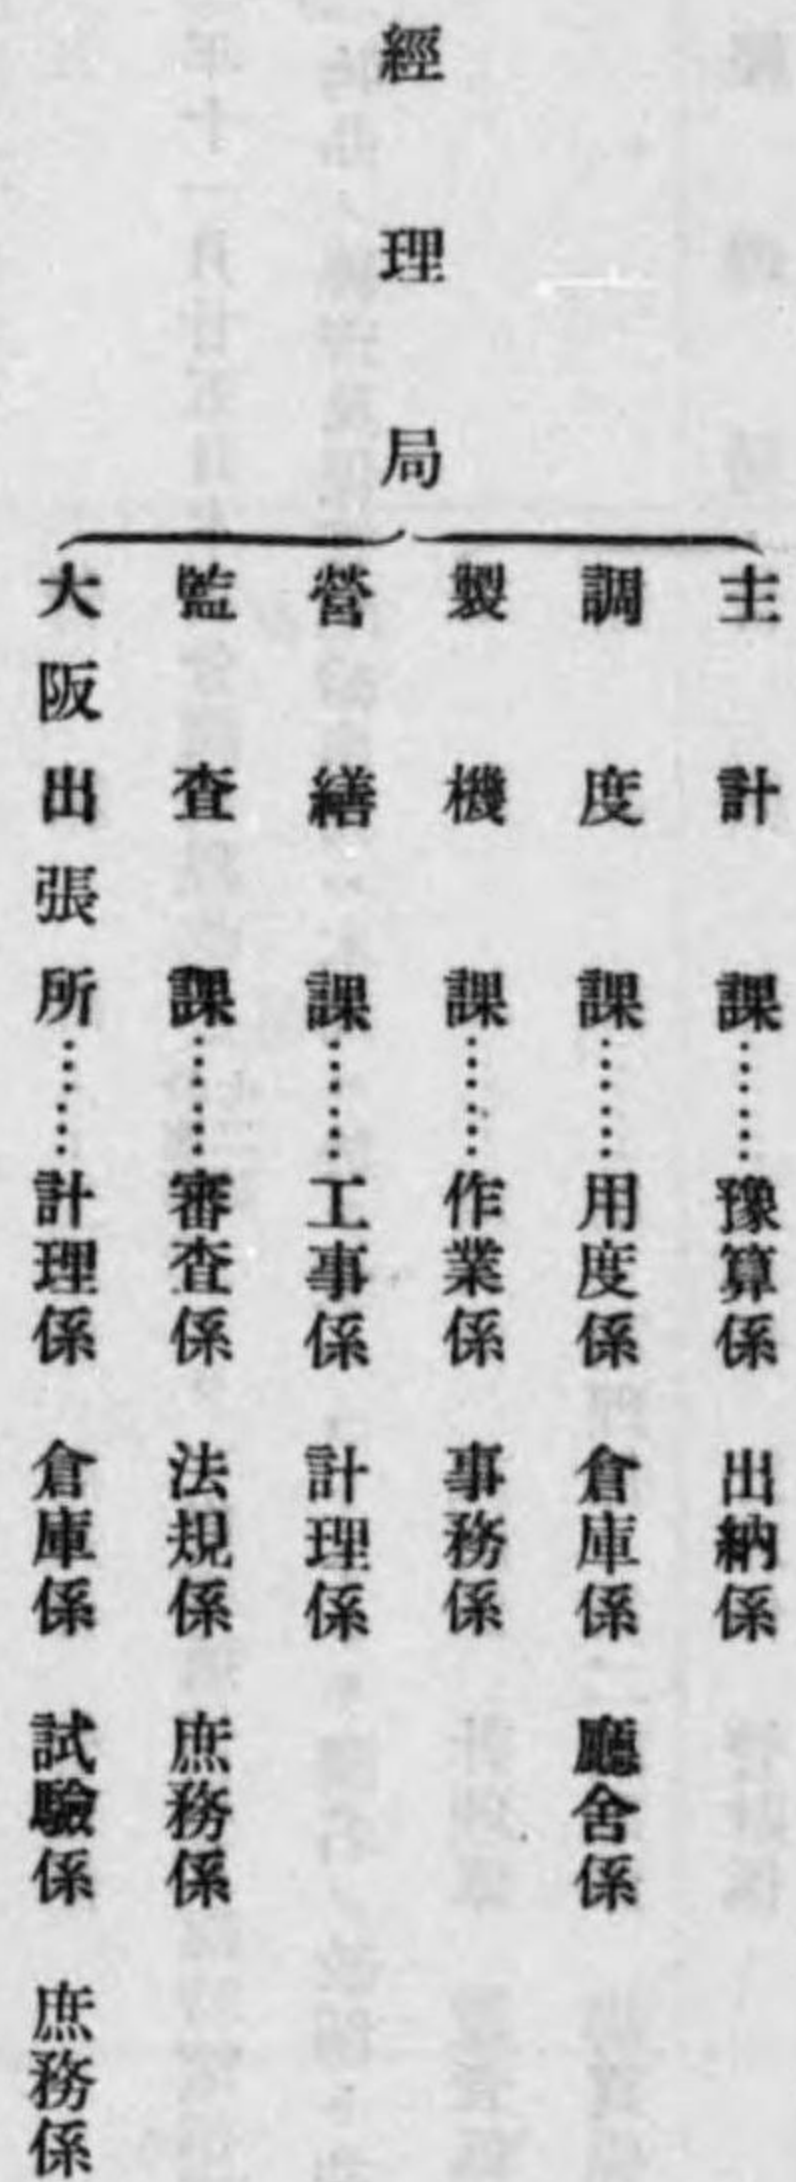 經理局
主計課……豫算係 出納係
調度課……用度係 倉庫係 廳舍係
製機課……作業係 事務係
營繕課……工事係 計理係
監査課……審査係 法規係 庶務係
大阪出張所……計理係 倉庫係 試驗係 庶務係